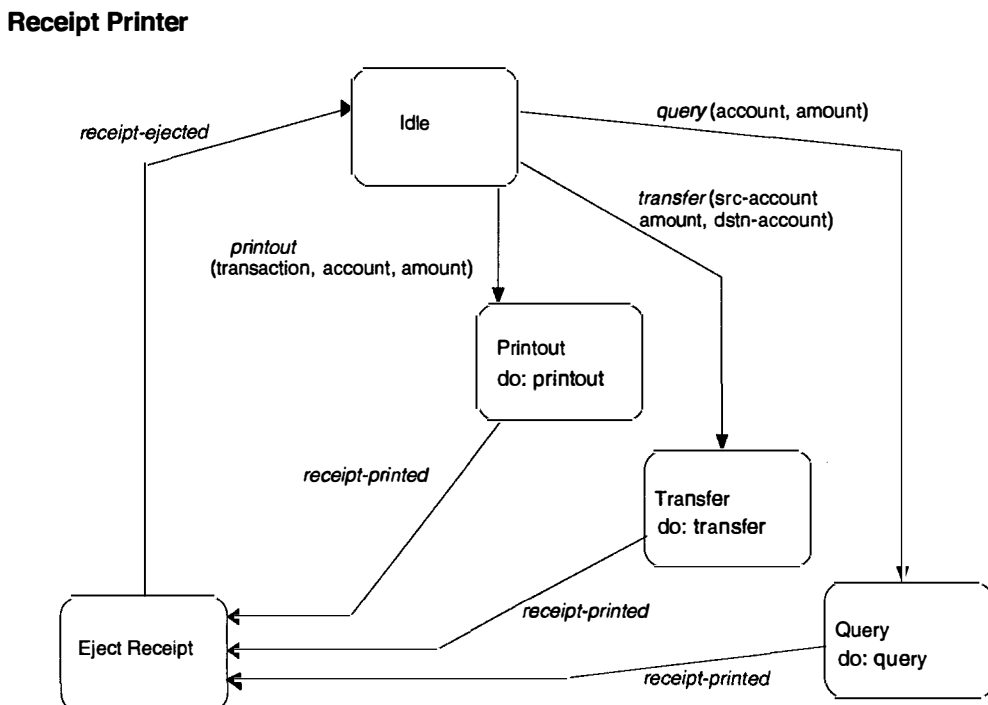 Receipt Printer
Idle
receipt-ejected
query (account, amount)
transfer (src-account
amount, dstn-account)
printout
(transaction, account, amount)
Printout
do: printout
receipt-printed
Transfer
do: transfer
receipt-printed
Eject Receipt
Query
do: query
receipt-printed